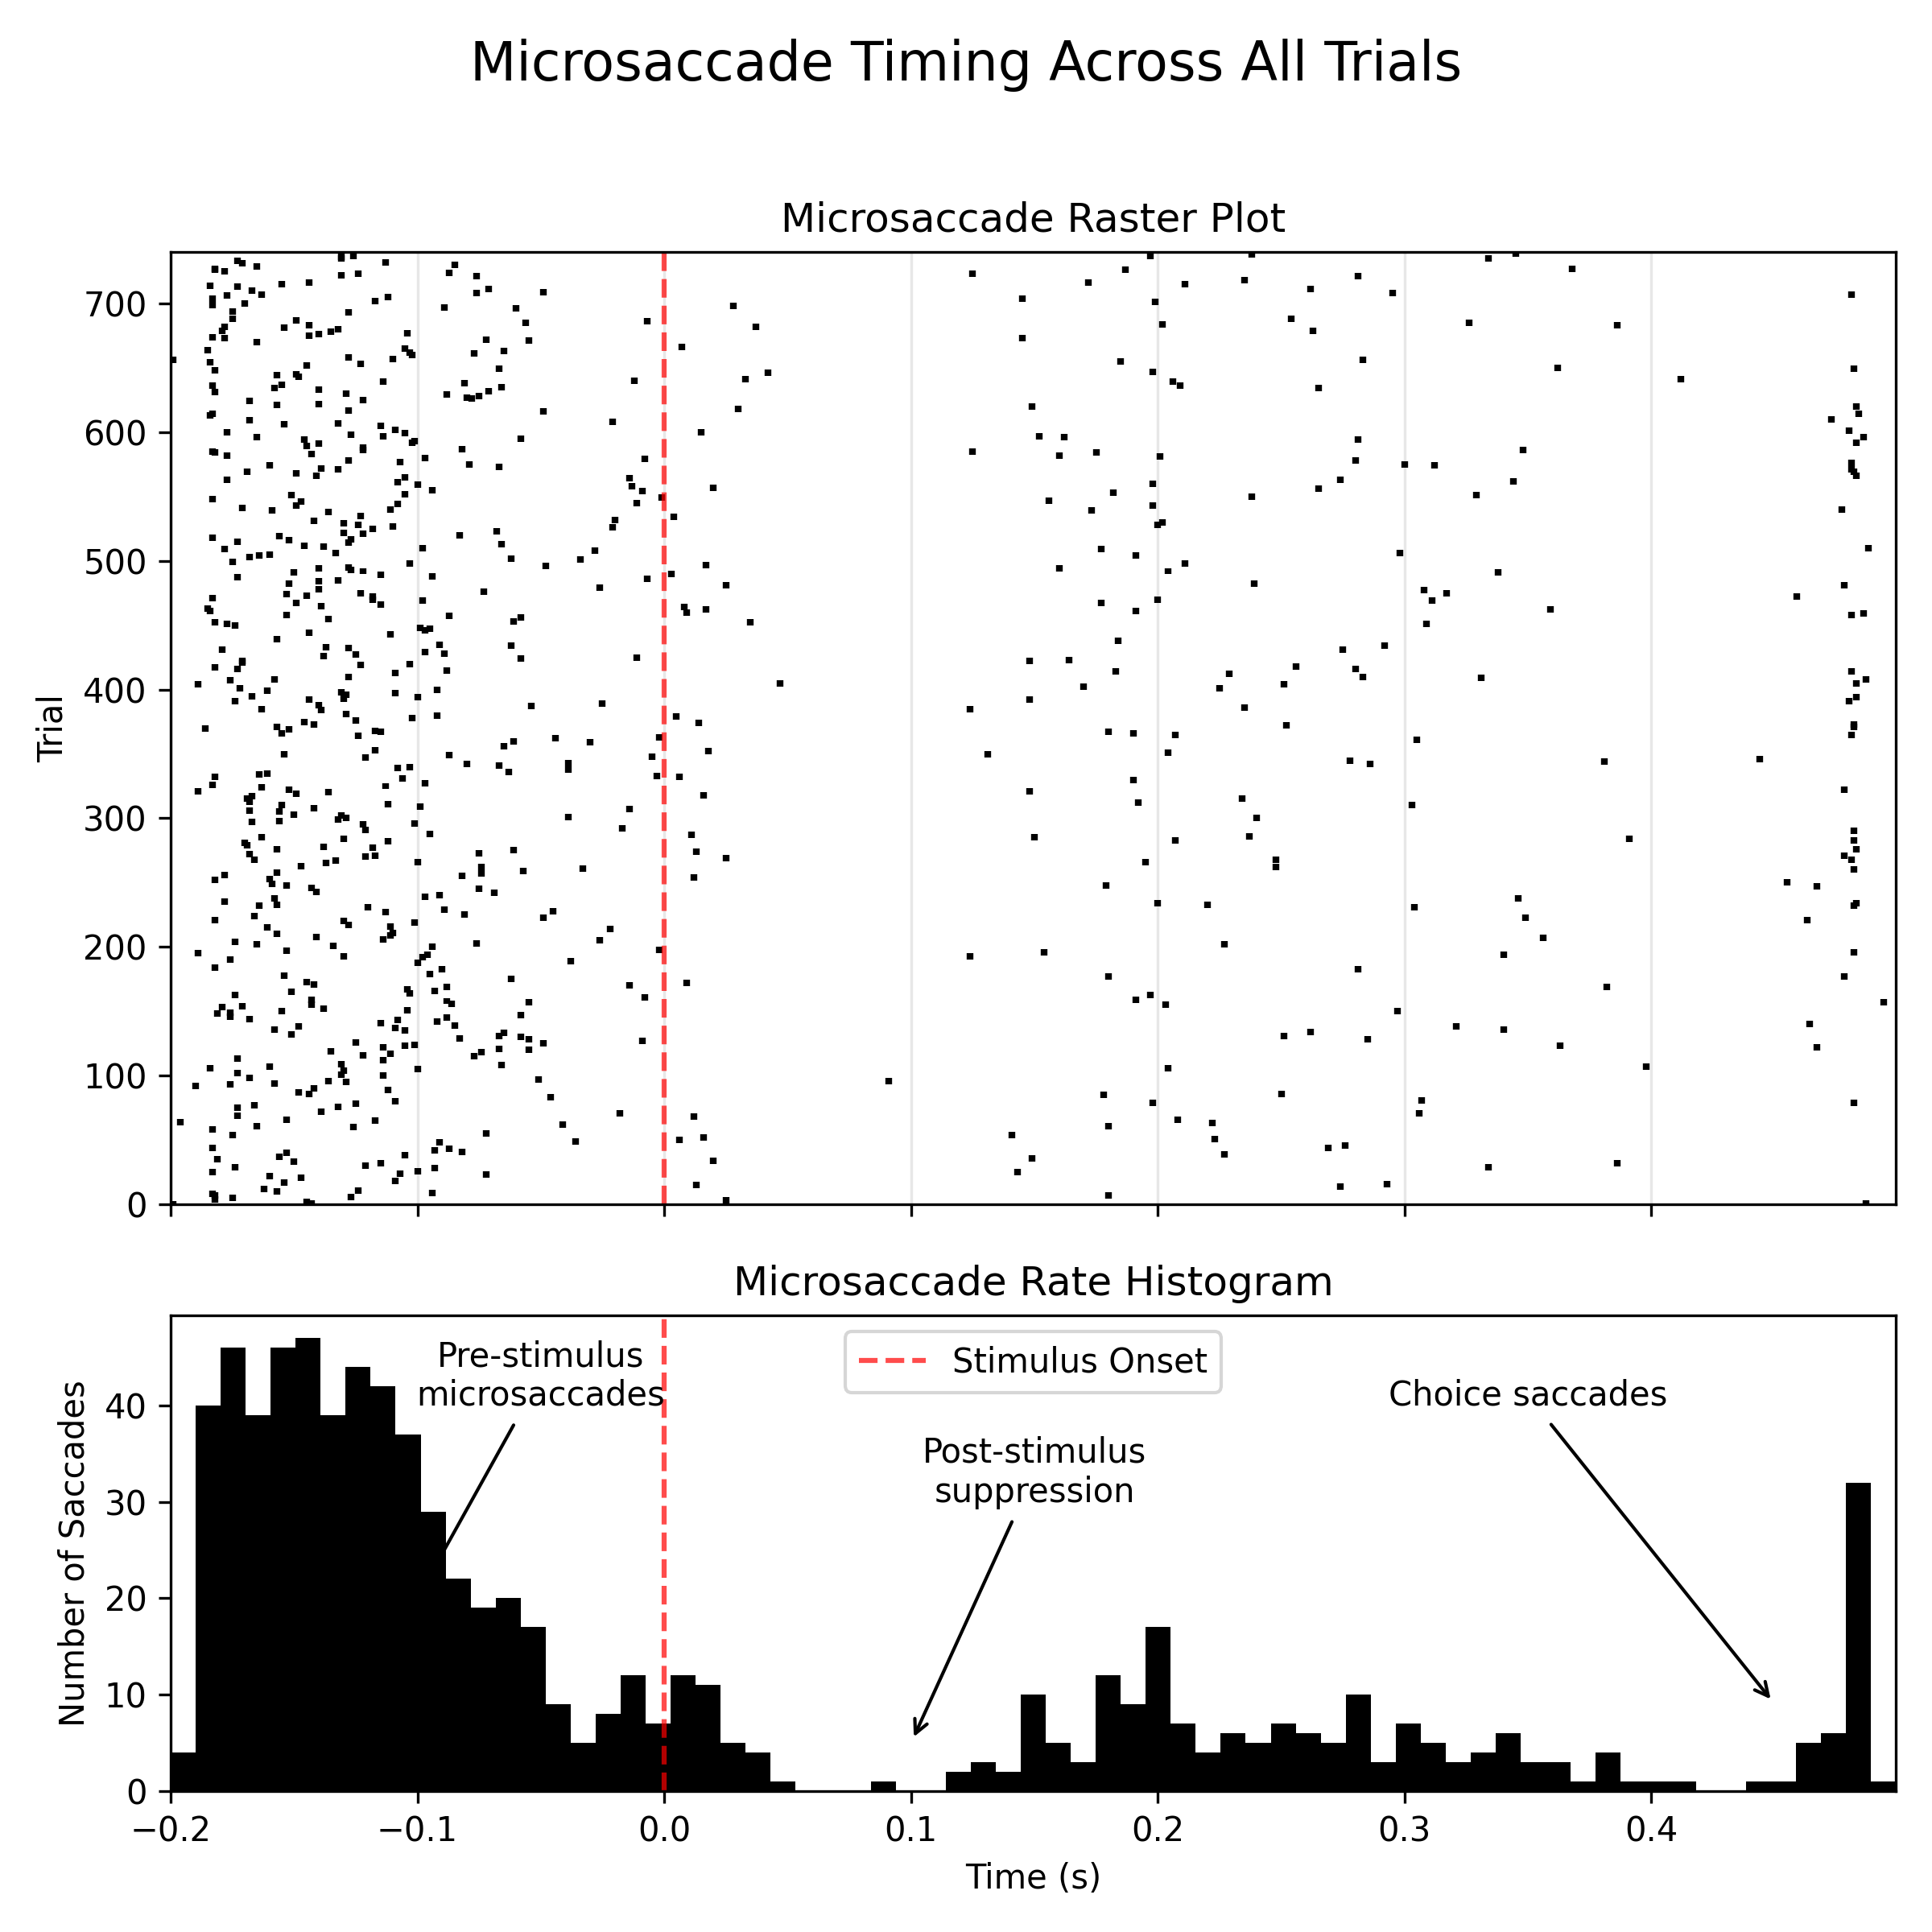 Microsaccade Timing Across All Trials
Microsaccade Raster Plot
700
600
500
400
300
200
100
0
Trial
Microsaccade Rate Histogram
40
30
20
10
0
Number of Saccades
Pre-stimulus
microsaccades
Stimulus Onset
Post-stimulus
suppression
Choice saccades
−0.2
−0.1
0.0
0.1
0.2
0.3
0.4
Time (s)